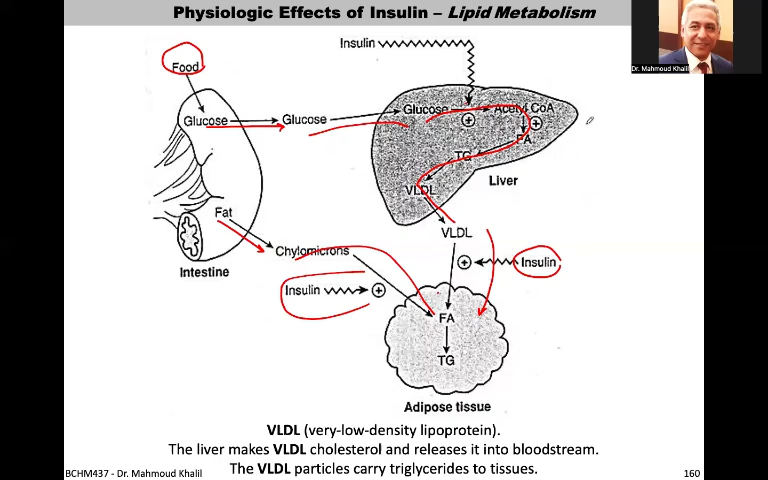 Physiologic Effects of Insulin – Lipid Metabolism
Dr. Mahmoud Khalil
Insulin
Food
Glucose
Glucose
Glucose
Acetyl CoA
FA
TG
VLDL
Liver
Fat
VLDL
Chylomicrons
Insulin
Intestine
Insulin
FA
TG
Adipose tissue
VLDL (very-low-density lipoprotein).
The liver makes VLDL cholesterol and releases it into bloodstream.
The VLDL particles carry triglycerides to tissues.
BCHM437 - Dr. Mahmoud Khalil
160